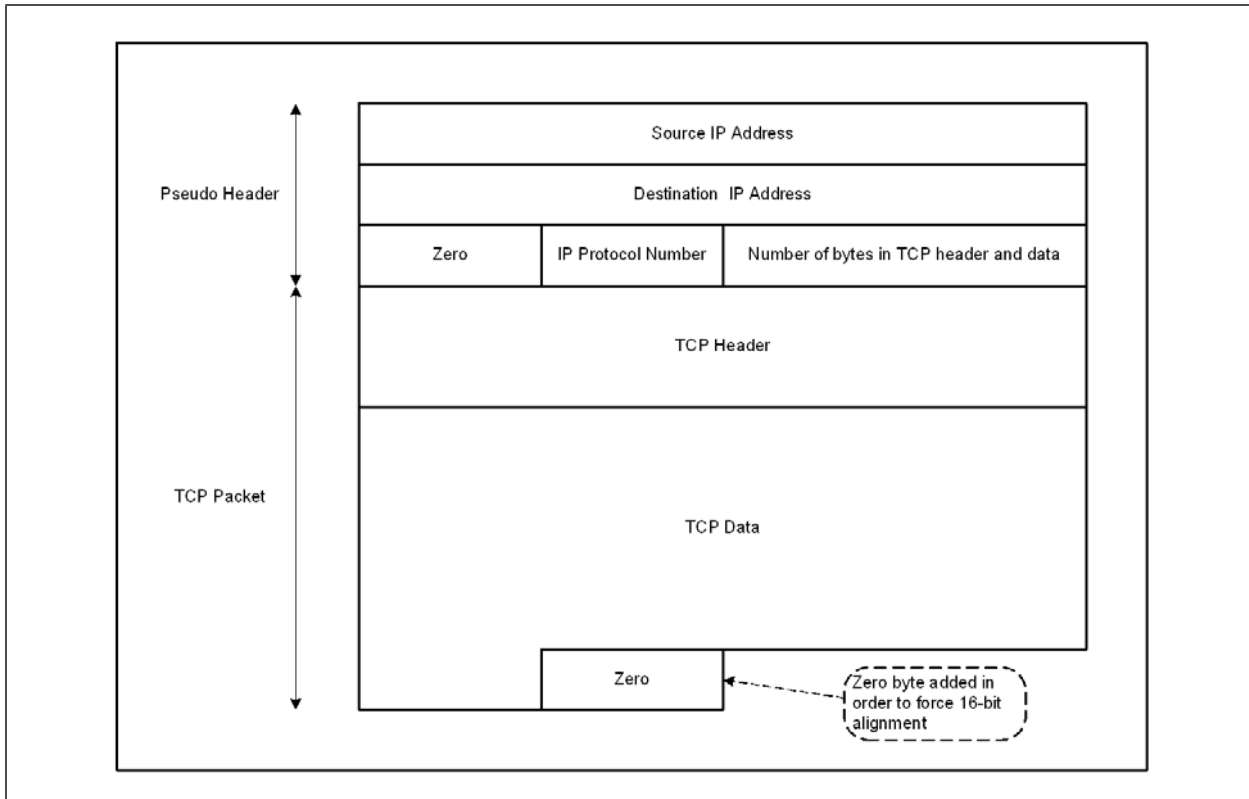 Source IP Address
Pseudo Header
Destination IP Address
Zero
IP Protocol Number
Number of bytes in TCP header and data
TCP Header
TCP Packet
TCP Data
Zero
Zero byte added in
order to force 16-bit
alignment